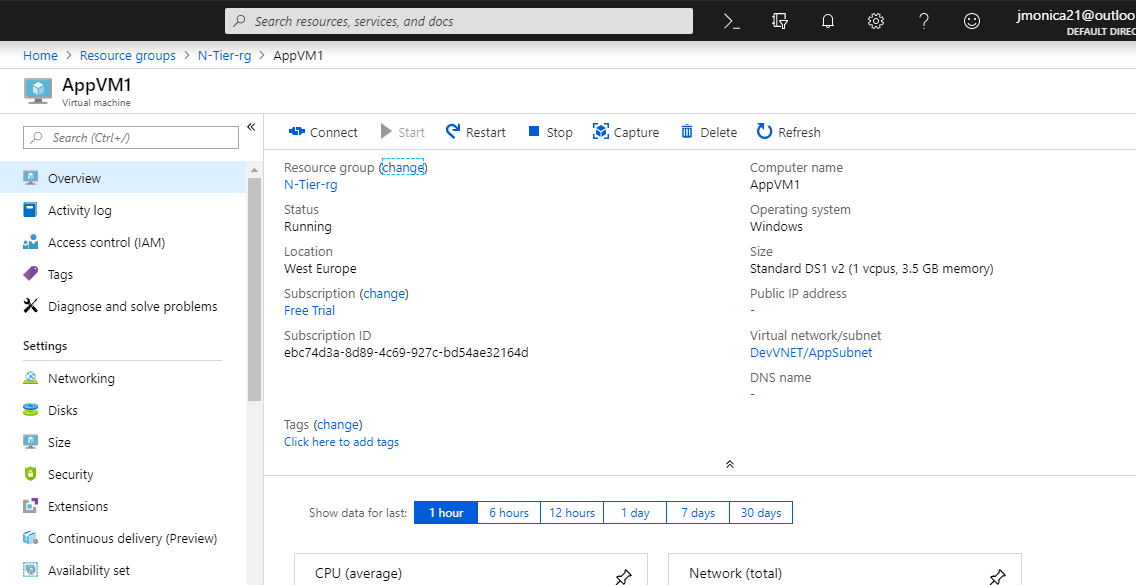 Search resources, services, and docs
jmonica21@outloo
DEFAULT DIREC
Home > Resource groups > N-Tier-rg > AppVM1
AppVM1
Virtual machine
Search (Ctrl+/)
«
Overview
Activity log
Access control (IAM)
Tags
Diagnose and solve problems
Settings
Networking
Disks
Size
Security
Extensions
Continuous delivery (Preview)
Availability set
Connect Start Restart Stop Capture Delete Refresh
Resource group (change)
N-Tier-rg
Status
Running
Location
West Europe
Subscription (change)
Free Trial
Subscription ID
ebc74d3a-8d89-4c69-927c-bd54ae32164d
Computer name
AppVM1
Operating system
Windows
Size
Standard DS1 v2 (1 vcpus, 3.5 GB memory)
Public IP address
-
Virtual network/subnet
DevVNET/AppSubnet
DNS name
-
Tags (change)
Click here to add tags
Show data for last: 1 hour 6 hours 12 hours 1 day 7 days 30 days
CPU (average)
Network (total)